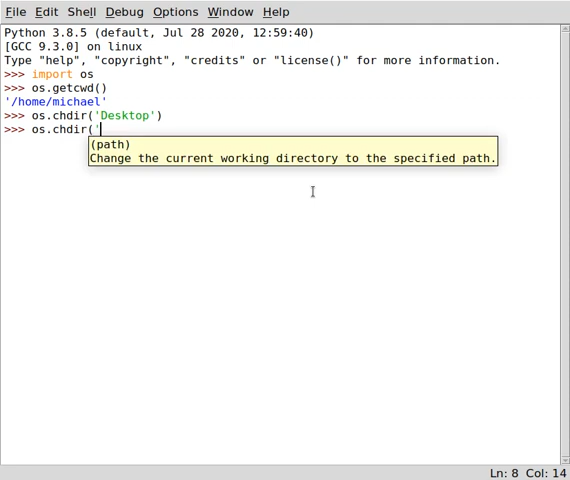 File Edit Shell Debug Options Window Help
Python 3.8.5 (default, Jul 28 2020, 12:59:40)
[GCC 9.3.0] on linux
Type "help", "copyright", "credits" or "license()" for more information.
>>> import os
>>> os.getcwd()
'/home/michael'
>>> os.chdir('Desktop')
>>> os.chdir('
(path)
Change the current working directory to the specified path.
Ln: 8 Col: 14